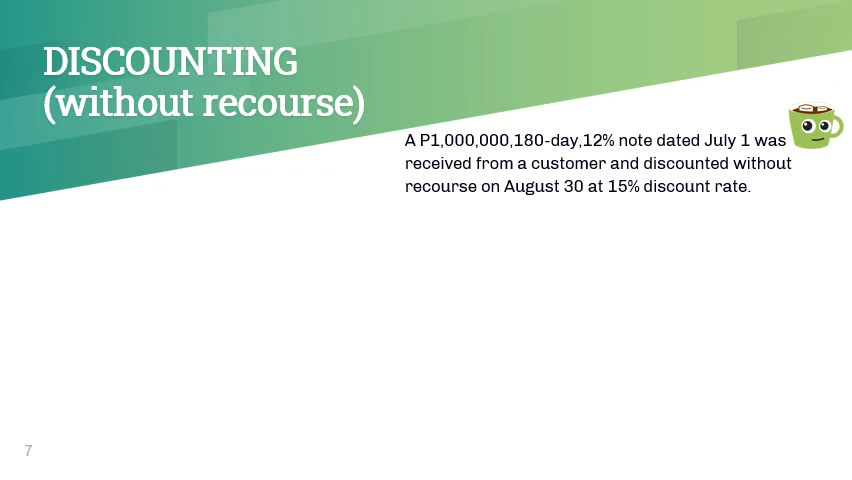 DISCOUNTING
(without recourse)
A P1,000,000,180-day,12% note dated July 1 was
received from a customer and discounted without
recourse on August 30 at 15% discount rate.
7